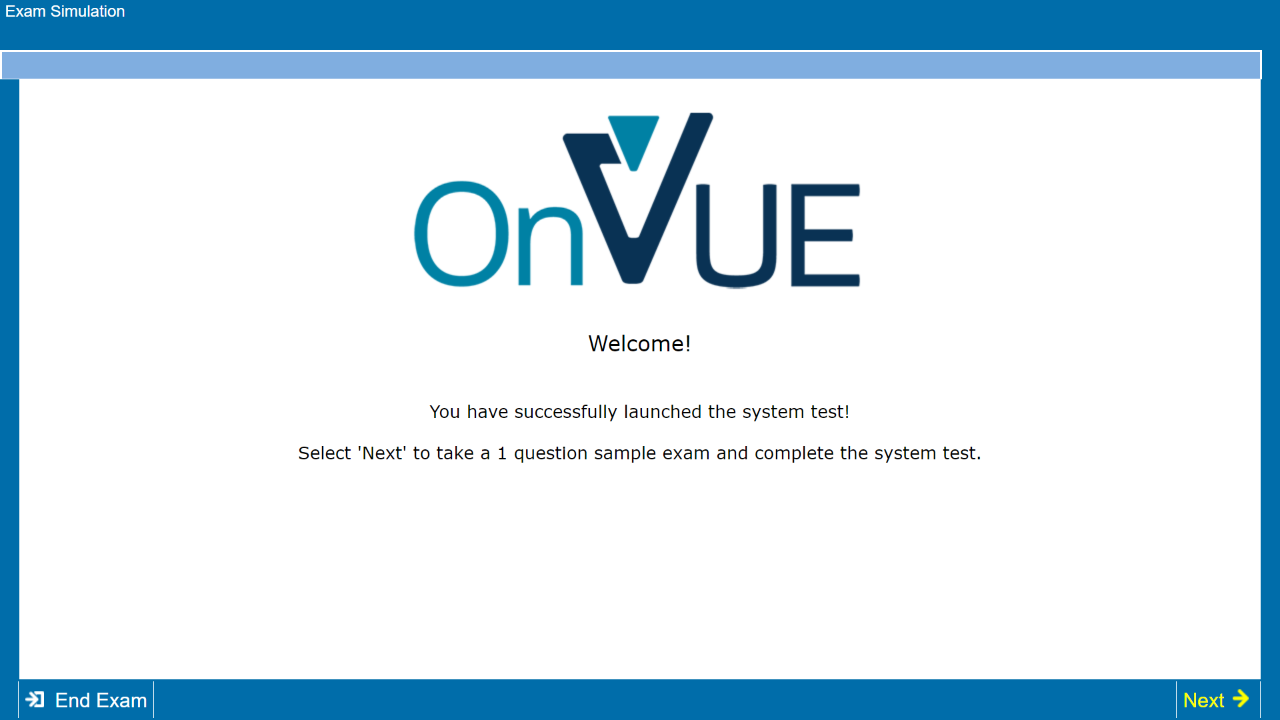 Exam Simulation
OnVUE
Welcome!
You have successfully launched the system test!
Select 'Next' to take a 1 question sample exam and complete the system test.
End Exam
Next